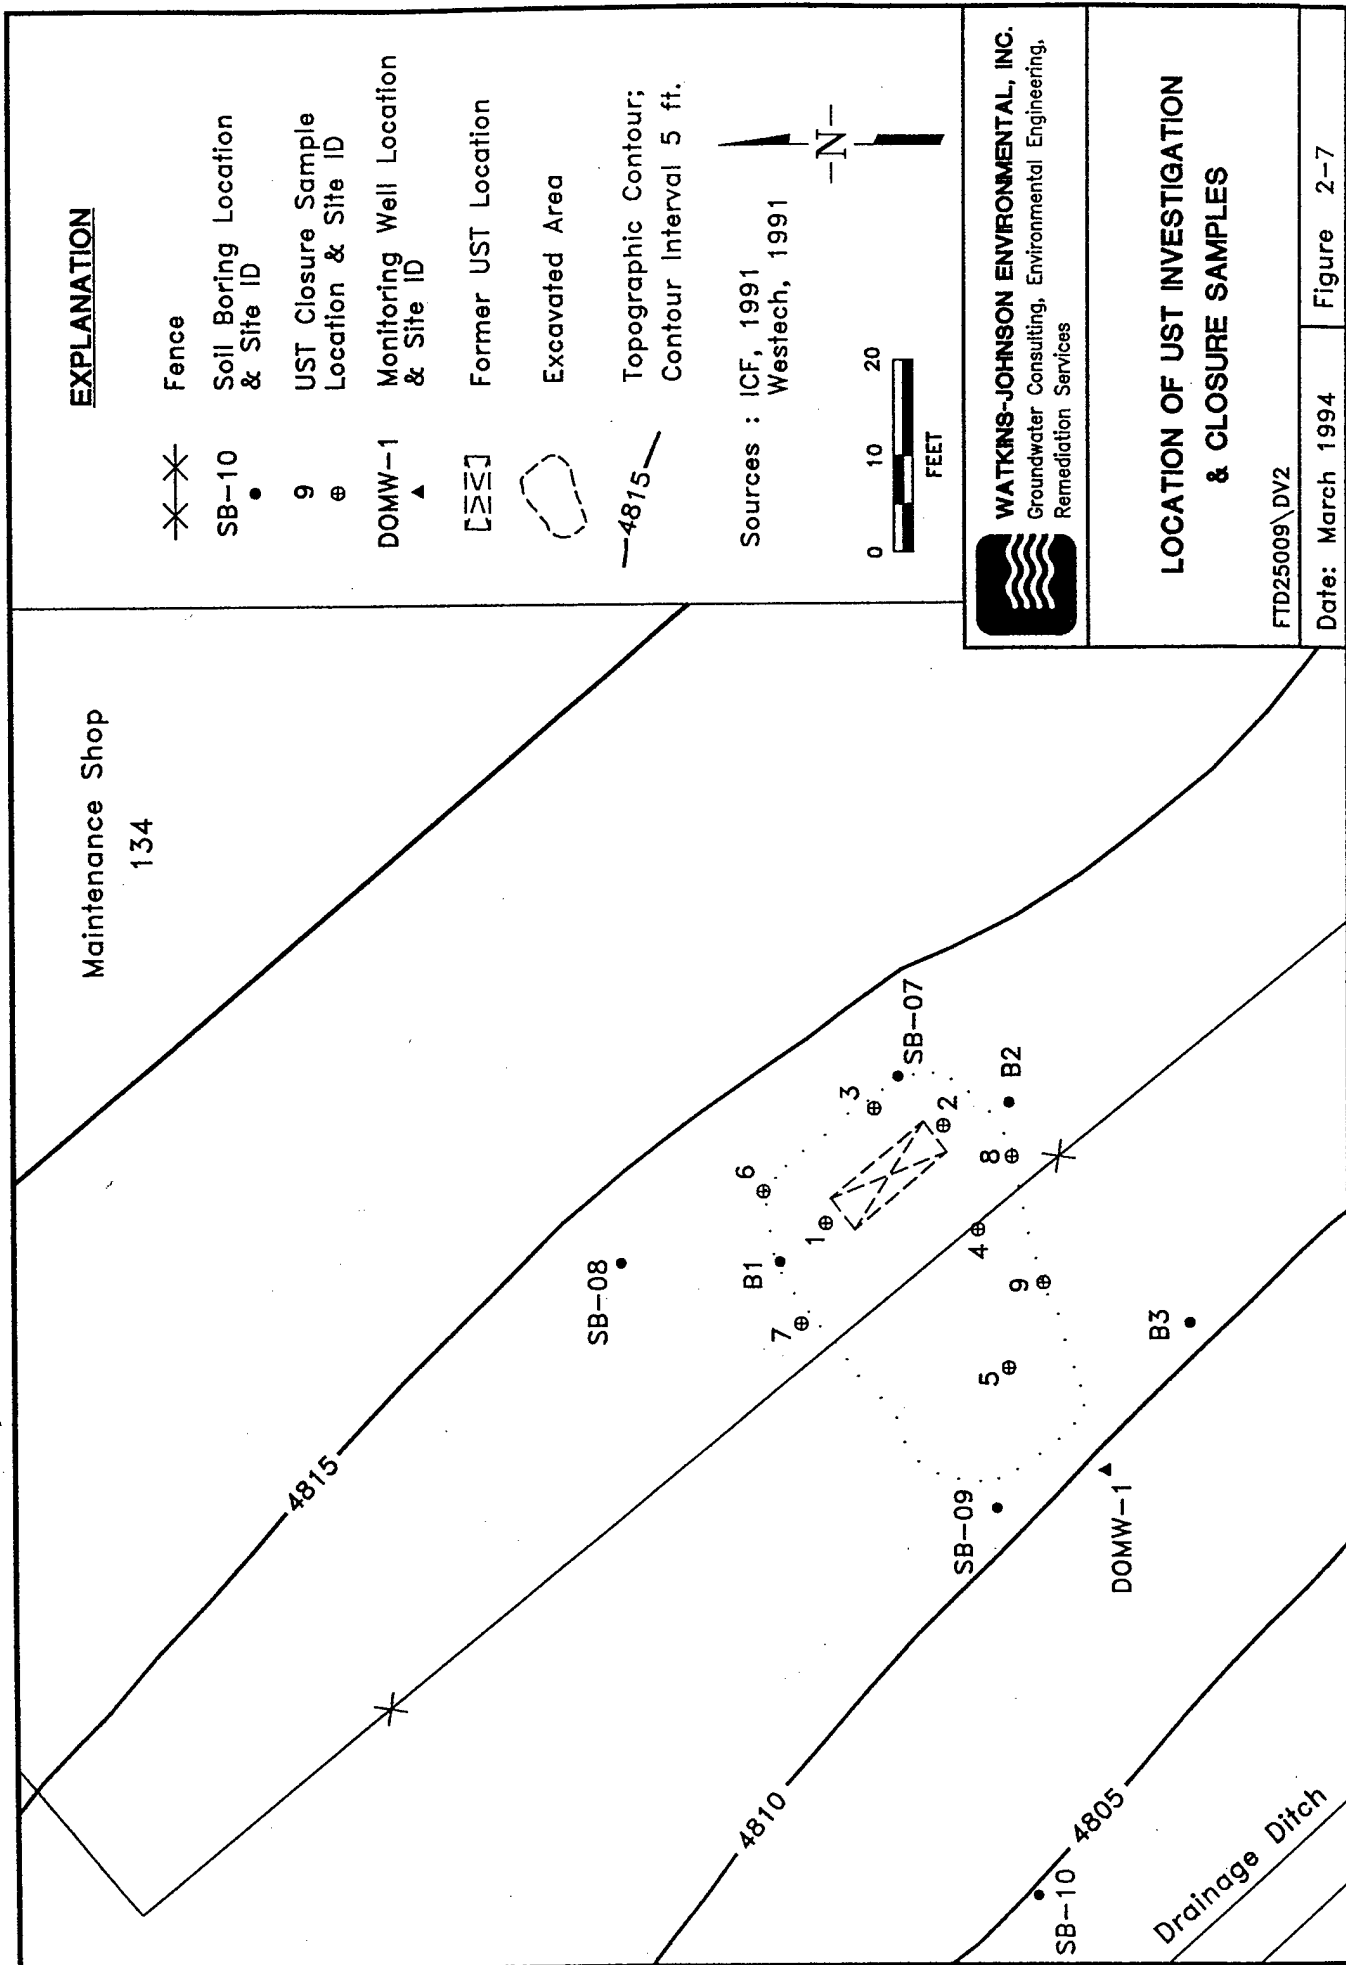 Maintenance Shop
134
4815
SB-08
B1
6
7
1
3
SB-07
2
B2
8
4
9
5
B3
SB-09
DOMW-1
4810
4805
SB-10
Drainage Ditch
EXPLANATION
Fence
SB-10
Soil Boring Location
& Site ID
9
UST Closure Sample
Location & Site ID
DOMW-1
Monitoring Well Location
& Site ID
Former UST Location
Excavated Area
4815
Topographic Contour;
Contour Interval 5 ft.
Sources : ICF, 1991
Westech, 1991
-N-
0 10 20
FEET
WATKINS-JOHNSON ENVIRONMENTAL, INC.
Groundwater Consulting, Environmental Engineering,
Remediation Services
LOCATION OF UST INVESTIGATION
& CLOSURE SAMPLES
FTD25009\DV2
Date: March 1994
Figure 2-7